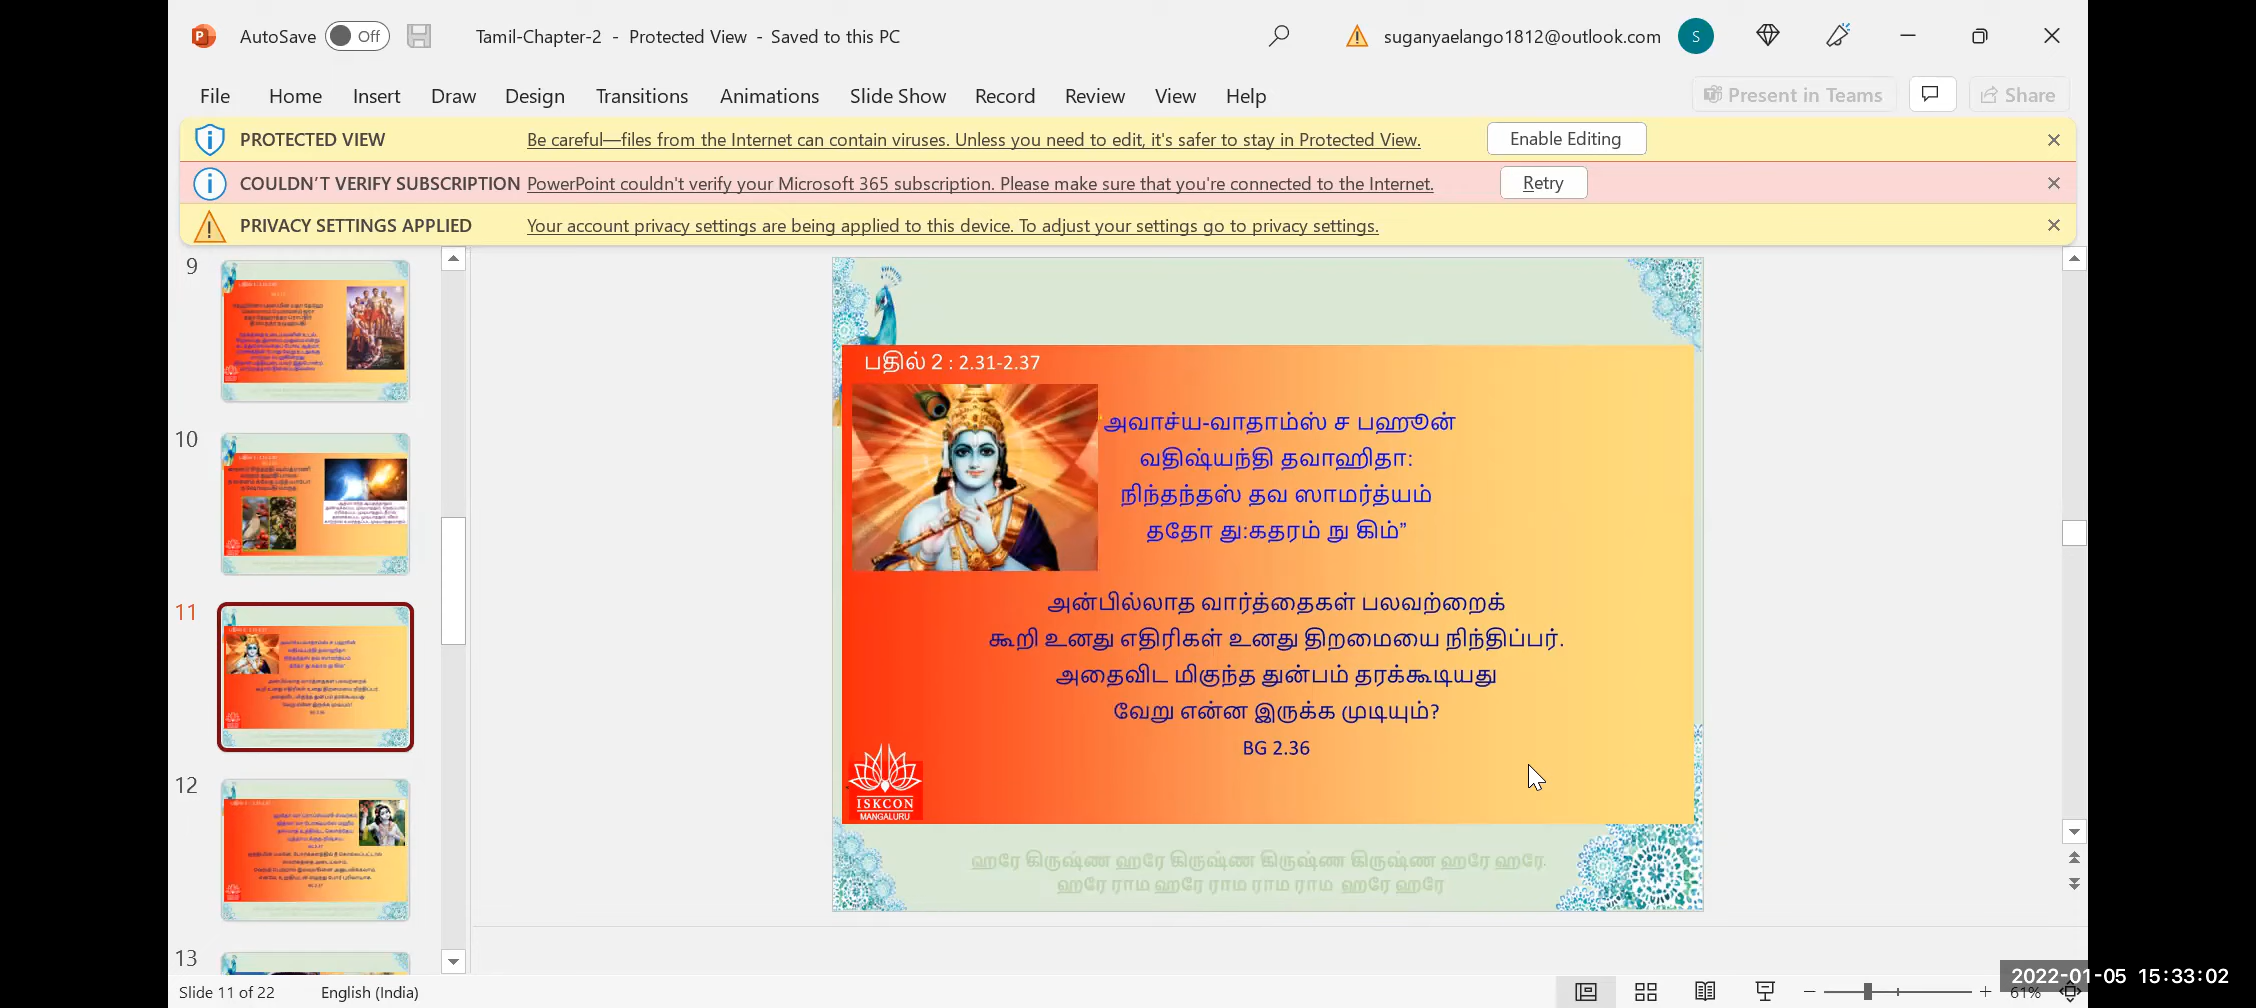 AutoSave Off Tamil-Chapter-2 - Protected View - Saved to this PC suganyaelango1812@outlook.com S
File Home Insert Draw Design Transitions Animations Slide Show Record Review View Help Present in Teams Share
PROTECTED VIEW Be careful—files from the Internet can contain viruses. Unless you need to edit, it's safer to stay in Protected View. Enable Editing
COULDN'T VERIFY SUBSCRIPTION PowerPoint couldn't verify your Microsoft 365 subscription. Please make sure that you're connected to the Internet. Retry
PRIVACY SETTINGS APPLIED Your account privacy settings are being applied to this device. To adjust your settings go to privacy settings.
9
10
11
12
13
பதில் 2 : 2.31-2.37
“அவாச்ய-வாதாம்ஸ் ச பஹூன்
வதிஷ்யந்தி தவாஹிதா:
நிந்தந்தஸ் தவ ஸாமர்த்யம்
ததோ து:கதரம் நு கிம்”
அன்பில்லாத வார்த்தைகள் பலவற்றைக்
கூறி உனது எதிரிகள் உனது திறமையை நிந்திப்பர்.
அதைவிட மிகுந்த துன்பம் தரக்கூடியது
வேறு என்ன இருக்க முடியும்?
BG 2.36
ISKCON
MANGALURU
ஹரே கிருஷ்ண ஹரே கிருஷ்ண கிருஷ்ண கிருஷ்ண ஹரே ஹரே.
ஹரே ராம ஹரே ராம ராம ராம ஹரே ஹரே
Slide 11 of 22 English (India) 61%
2022-01-05 15:33:02